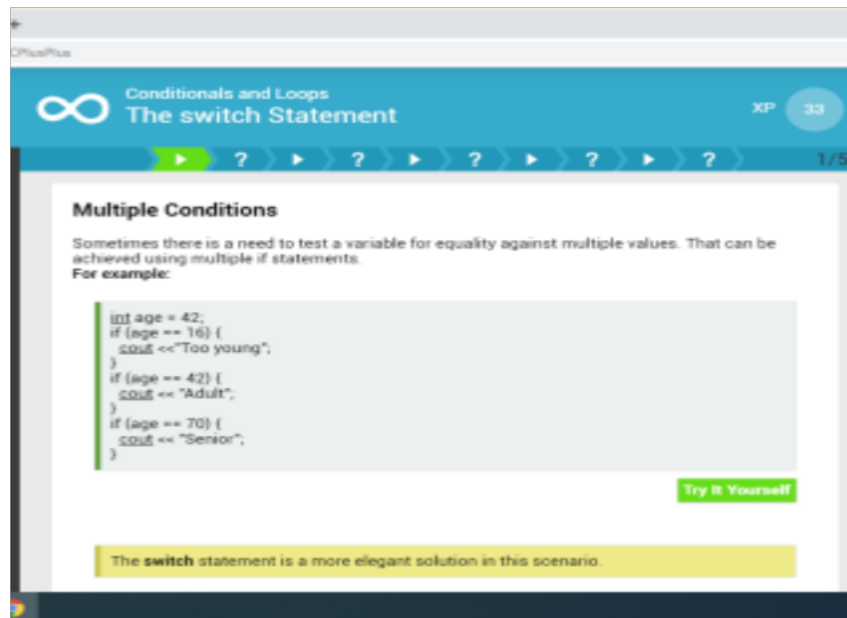 CPlusPlus
Conditionals and Loops
The switch Statement
XP 33
? ? ? ? ? 1/5
Multiple Conditions
Sometimes there is a need to test a variable for equality against multiple values. That can be
achieved using multiple if statements.
For example:
int age = 42;
if (age == 16) {
cout <<"Too young";
}
if (age == 42) {
cout << "Adult";
}
if (age == 70) {
cout << "Senior";
}
Try It Yourself
The switch statement is a more elegant solution in this scenario.